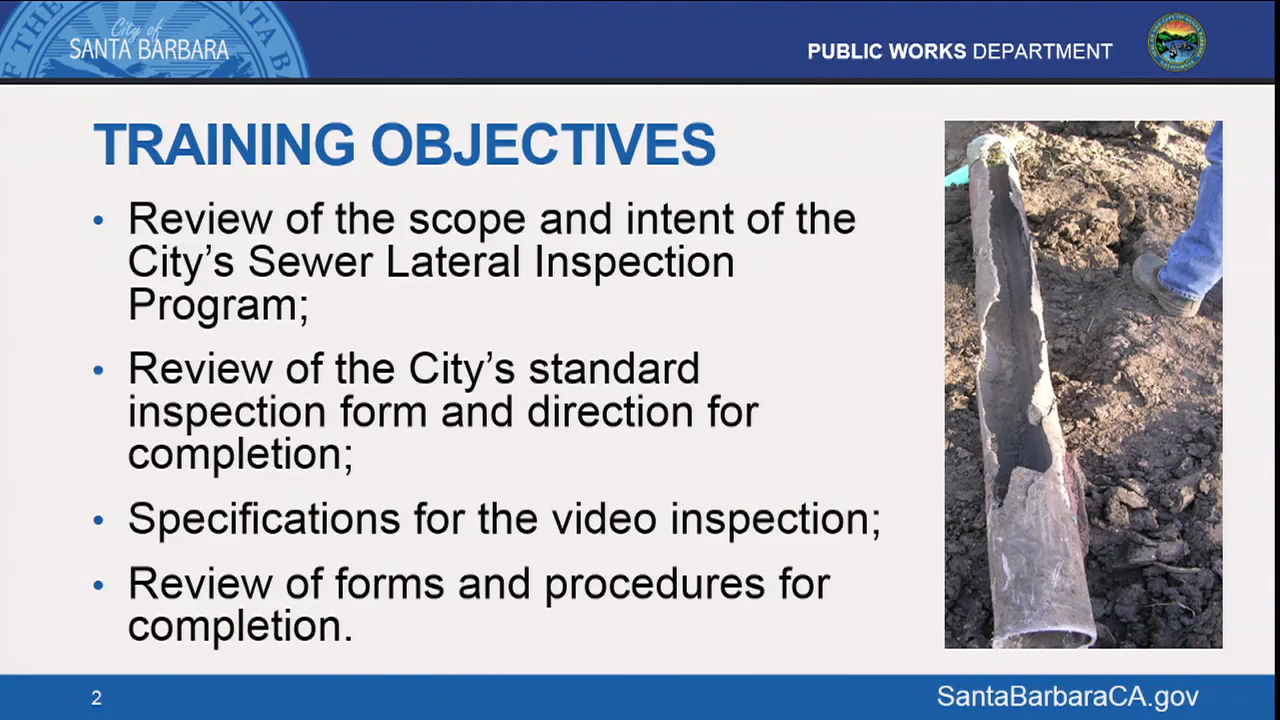 City of
SANTA BARBARA
PUBLIC WORKS DEPARTMENT
TRAINING OBJECTIVES
• Review of the scope and intent of the
City’s Sewer Lateral Inspection
Program;
• Review of the City’s standard
inspection form and direction for
completion;
• Specifications for the video inspection;
• Review of forms and procedures for
completion.
2
SantaBarbaraCA.gov